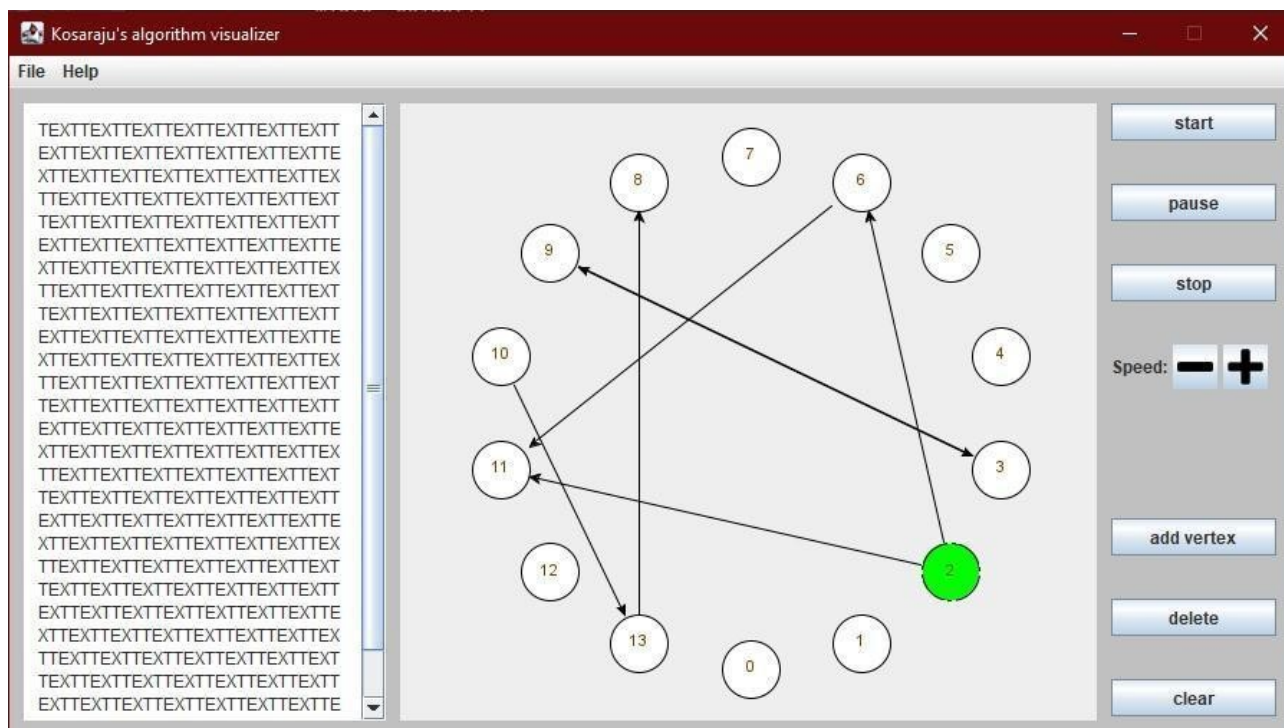 Kosaraju's algorithm visualizer
File Help
TEXTTEXTTEXTTEXTTEXTTEXTTEXTT
EXTTEXTTEXTTEXTTEXTTEXTTEXTTE
XTTEXTTEXTTEXTTEXTTEXTTEXTTEX
TTEXTTEXTTEXTTEXTTEXTTEXTTEXT
TEXTTEXTTEXTTEXTTEXTTEXTTEXTT
EXTTEXTTEXTTEXTTEXTTEXTTEXTTE
XTTEXTTEXTTEXTTEXTTEXTTEXTTEX
TTEXTTEXTTEXTTEXTTEXTTEXTTEXT
TEXTTEXTTEXTTEXTTEXTTEXTTEXTT
EXTTEXTTEXTTEXTTEXTTEXTTEXTTE
XTTEXTTEXTTEXTTEXTTEXTTEXTTEX
TTEXTTEXTTEXTTEXTTEXTTEXTTEXT
TEXTTEXTTEXTTEXTTEXTTEXTTEXTT
EXTTEXTTEXTTEXTTEXTTEXTTEXTTE
XTTEXTTEXTTEXTTEXTTEXTTEXTTEX
TTEXTTEXTTEXTTEXTTEXTTEXTTEXT
TEXTTEXTTEXTTEXTTEXTTEXTTEXTT
EXTTEXTTEXTTEXTTEXTTEXTTEXTTE
XTTEXTTEXTTEXTTEXTTEXTTEXTTEX
TTEXTTEXTTEXTTEXTTEXTTEXTTEXT
TEXTTEXTTEXTTEXTTEXTTEXTTEXTT
EXTTEXTTEXTTEXTTEXTTEXTTEXTTE
XTTEXTTEXTTEXTTEXTTEXTTEXTTEX
TTEXTTEXTTEXTTEXTTEXTTEXTTEXT
TEXTTEXTTEXTTEXTTEXTTEXTTEXTT
EXTTEXTTEXTTEXTTEXTTEXTTEXTTE
7
8
6
9
5
10
4
11
3
12
2
13
1
0
start
pause
stop
Speed:
add vertex
delete
clear